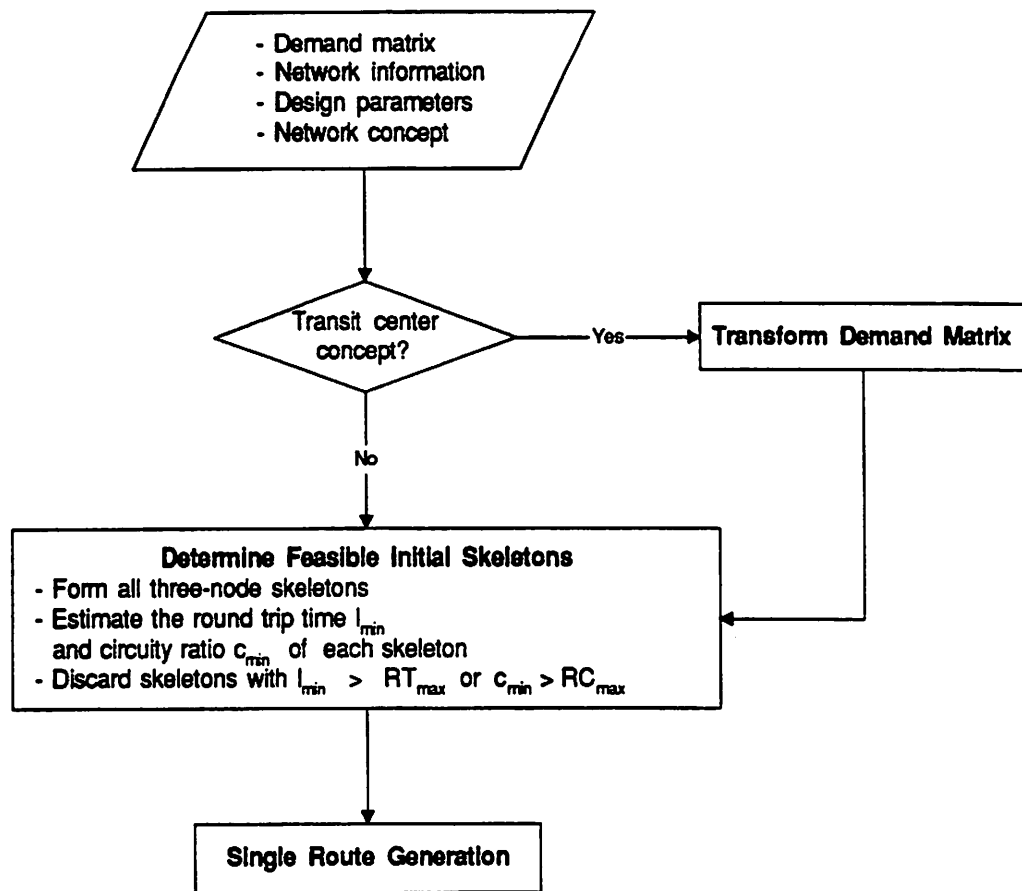 - Demand matrix
- Network information
- Design parameters
- Network concept
Transit center
concept?
Yes
Transform Demand Matrix
No
Determine Feasible Initial Skeletons
- Form all three-node skeletons
- Estimate the round trip time l_min
and circuity ratio c_min of each skeleton
- Discard skeletons with l_min > RT_max or c_min > RC_max
Single Route Generation